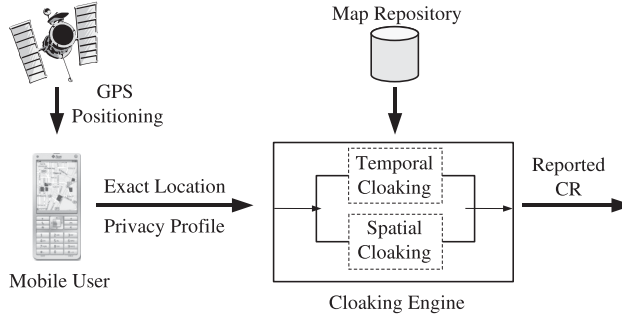 Map Repository
GPS
Positioning
Exact Location
Privacy Profile
Temporal
Cloaking
Spatial
Cloaking
Reported
CR
Mobile User
Cloaking Engine